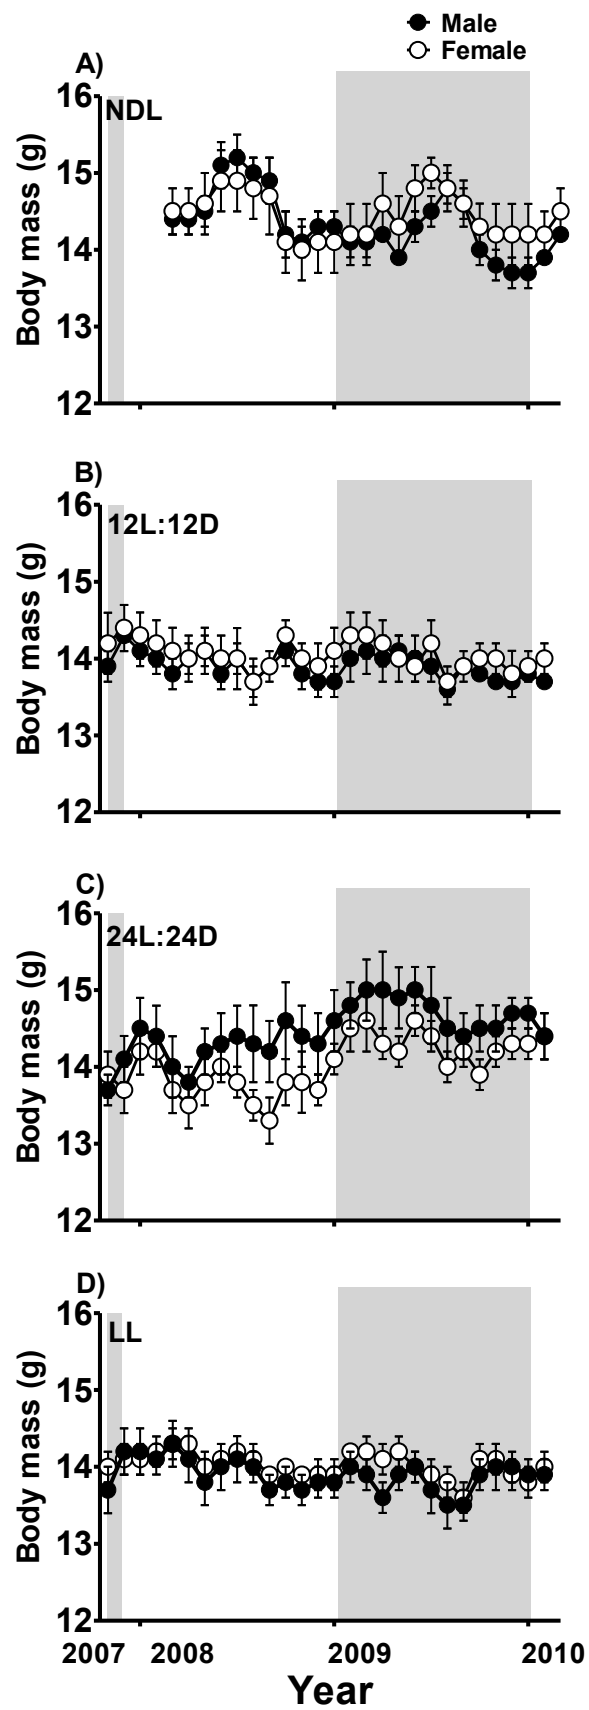 Male
Female
A)
NDL
16
15
14
13
12
Body mass (g)
B)
12L:12D
16
15
14
13
12
Body mass (g)
C)
24L:24D
16
15
14
13
12
Body mass (g)
D)
LL
16
15
14
13
12
Body mass (g)
2007 2008 2009 2010
Year